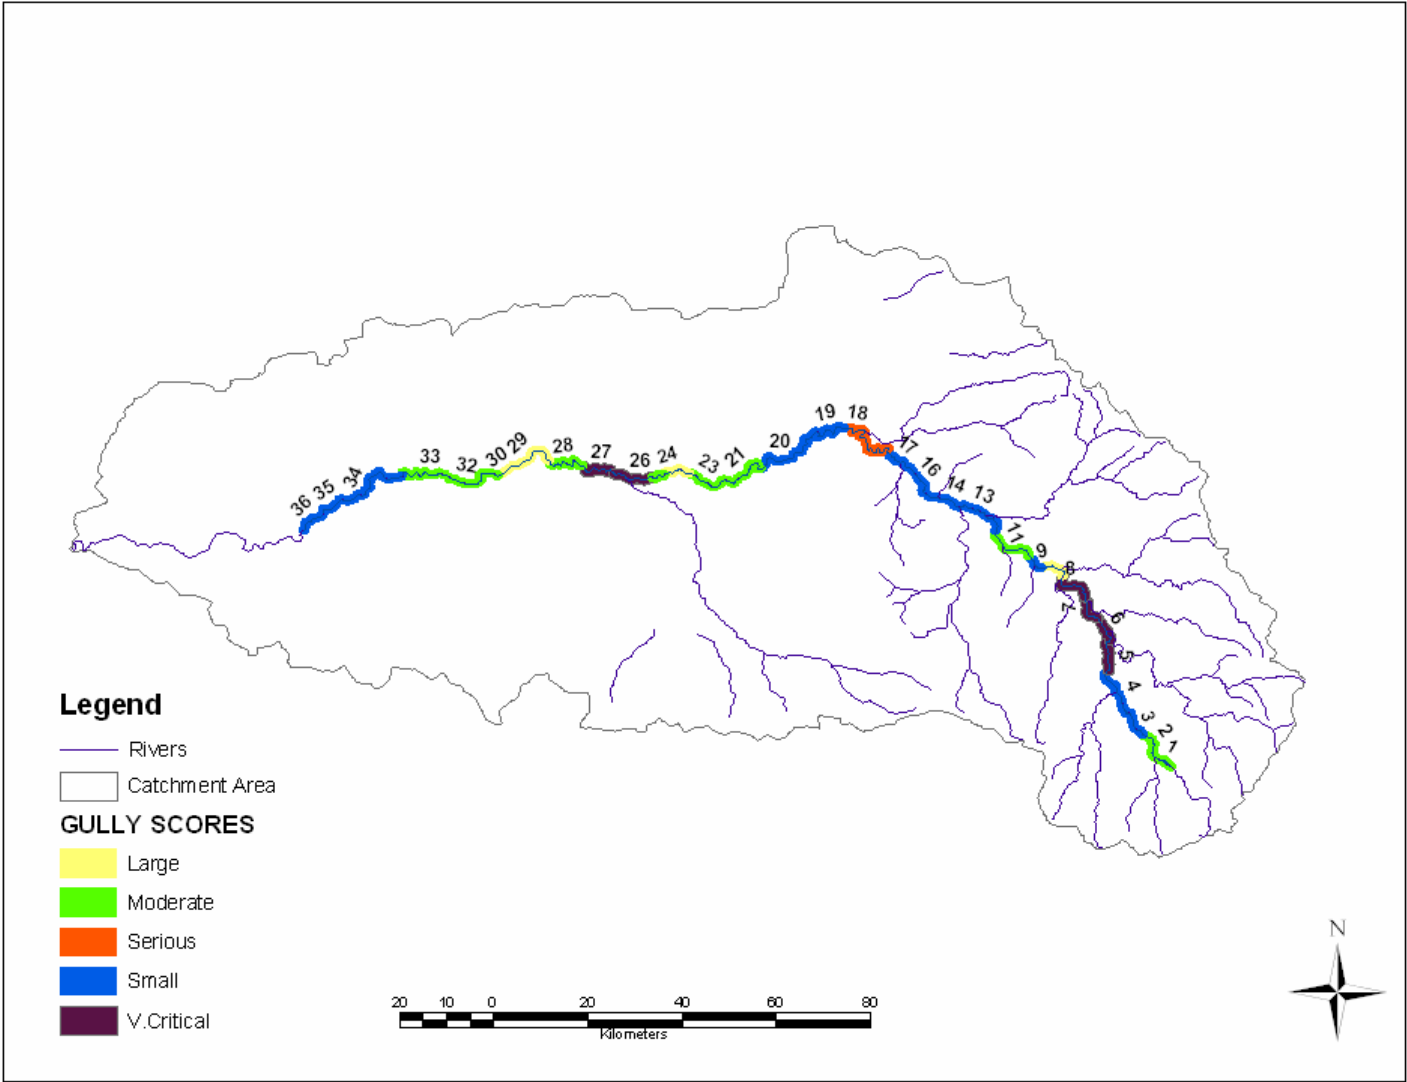 19 18
20
17
16
14 13
11
9
8
7
6
5
4
3
2
1
36 35 34 33 32 30 29 28 27 26 24 23 21
Legend
Rivers
Catchment Area
GULLY SCORES
Large
Moderate
Serious
Small
V.Critical
20 10 0 20 40 60 80
Kilometers
N